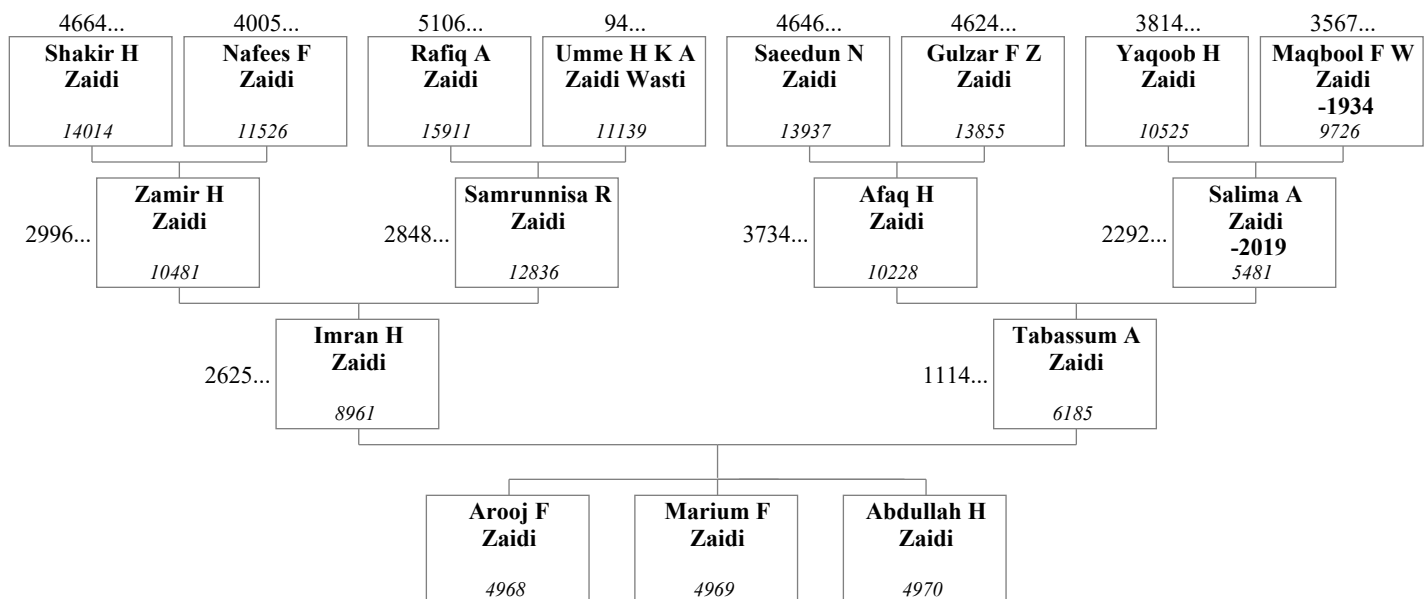 4664...
4005...
5106...
94...
4646...
4624...
3814...
3567...
Shakir H
Zaidi
14014
Nafees F
Zaidi
11526
Rafiq A
Zaidi
15911
Umme H K A
Zaidi Wasti
11139
Saeedun N
Zaidi
13937
Gulzar F Z
Zaidi
13855
Yaqoob H
Zaidi
10525
Maqbool F W
Zaidi
-1934
9726
2996...
Zamir H
Zaidi
10481
2848...
Samrunnisa R
Zaidi
12836
3734...
Afaq H
Zaidi
10228
2292...
Salima A
Zaidi
-2019
5481
2625...
Imran H
Zaidi
8961
1114...
Tabassum A
Zaidi
6185
Arooj F
Zaidi
4968
Marium F
Zaidi
4969
Abdullah H
Zaidi
4970